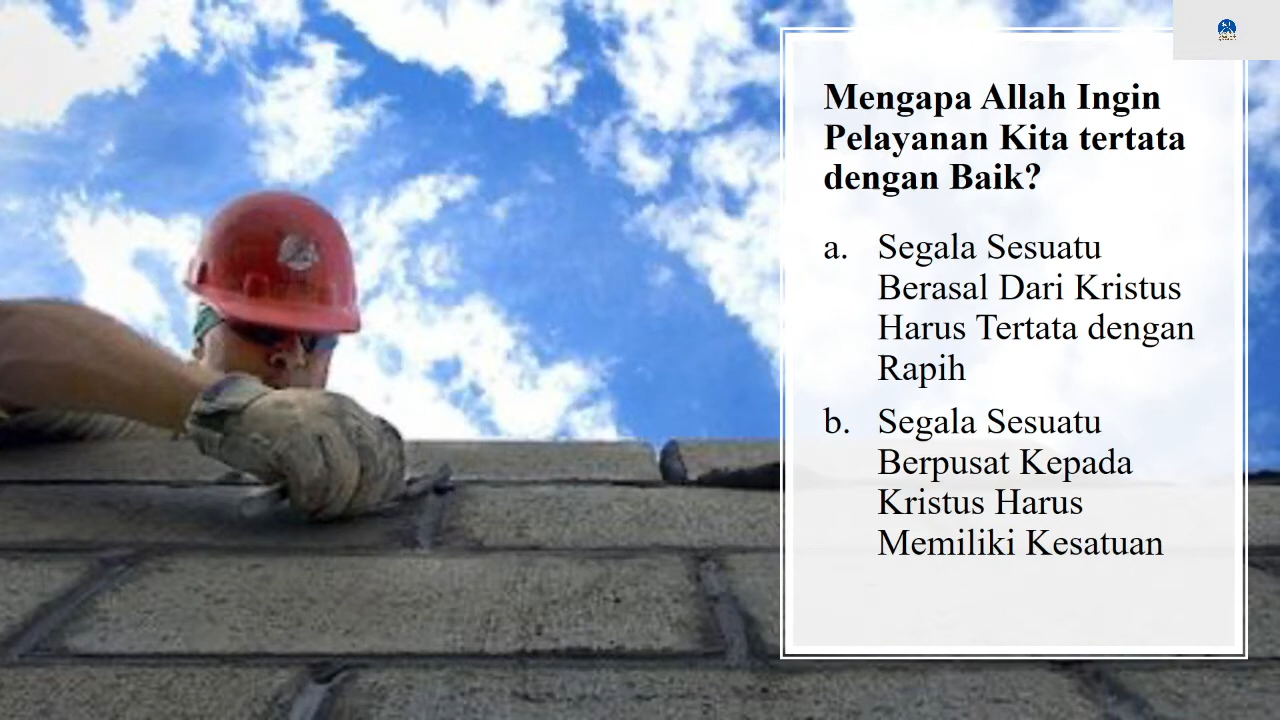 Mengapa Allah Ingin
Pelayanan Kita tertata
dengan Baik?
a. Segala Sesuatu
Berasal Dari Kristus
Harus Tertata dengan
Rapih
b. Segala Sesuatu
Berpusat Kepada
Kristus Harus
Memiliki Kesatuan